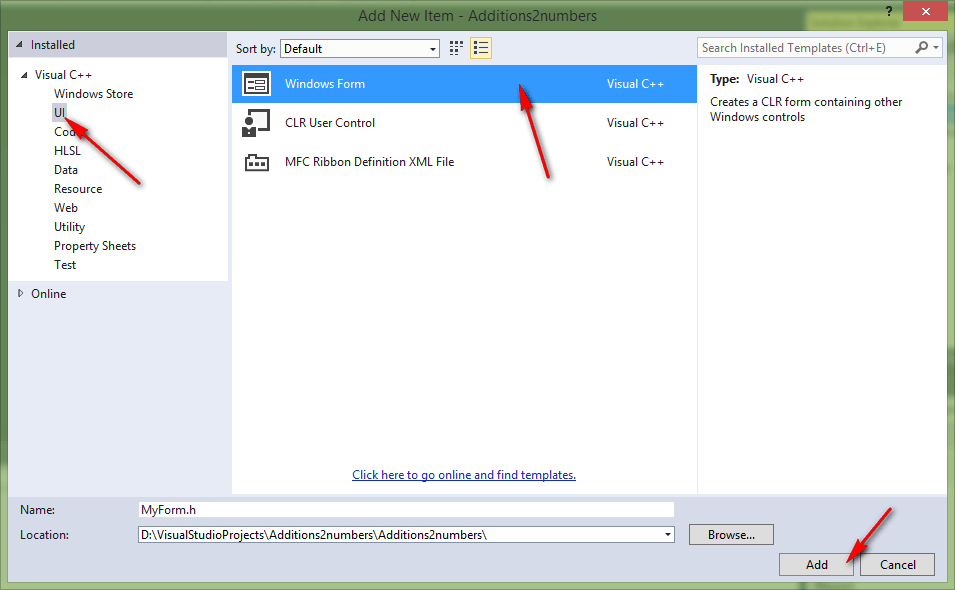 Add New Item - Additions2numbers
?
Installed
Sort by: Default
Search Installed Templates (Ctrl+E)
Visual C++
Windows Store
UI
Code
HLSL
Data
Resource
Web
Utility
Property Sheets
Test
Online
Windows Form Visual C++
CLR User Control Visual C++
MFC Ribbon Definition XML File Visual C++
Type: Visual C++
Creates a CLR form containing other
Windows controls
Click here to go online and find templates.
Name: MyForm.h
Location: D:\VisualStudioProjects\Additions2numbers\Additions2numbers\
Browse...
Add Cancel